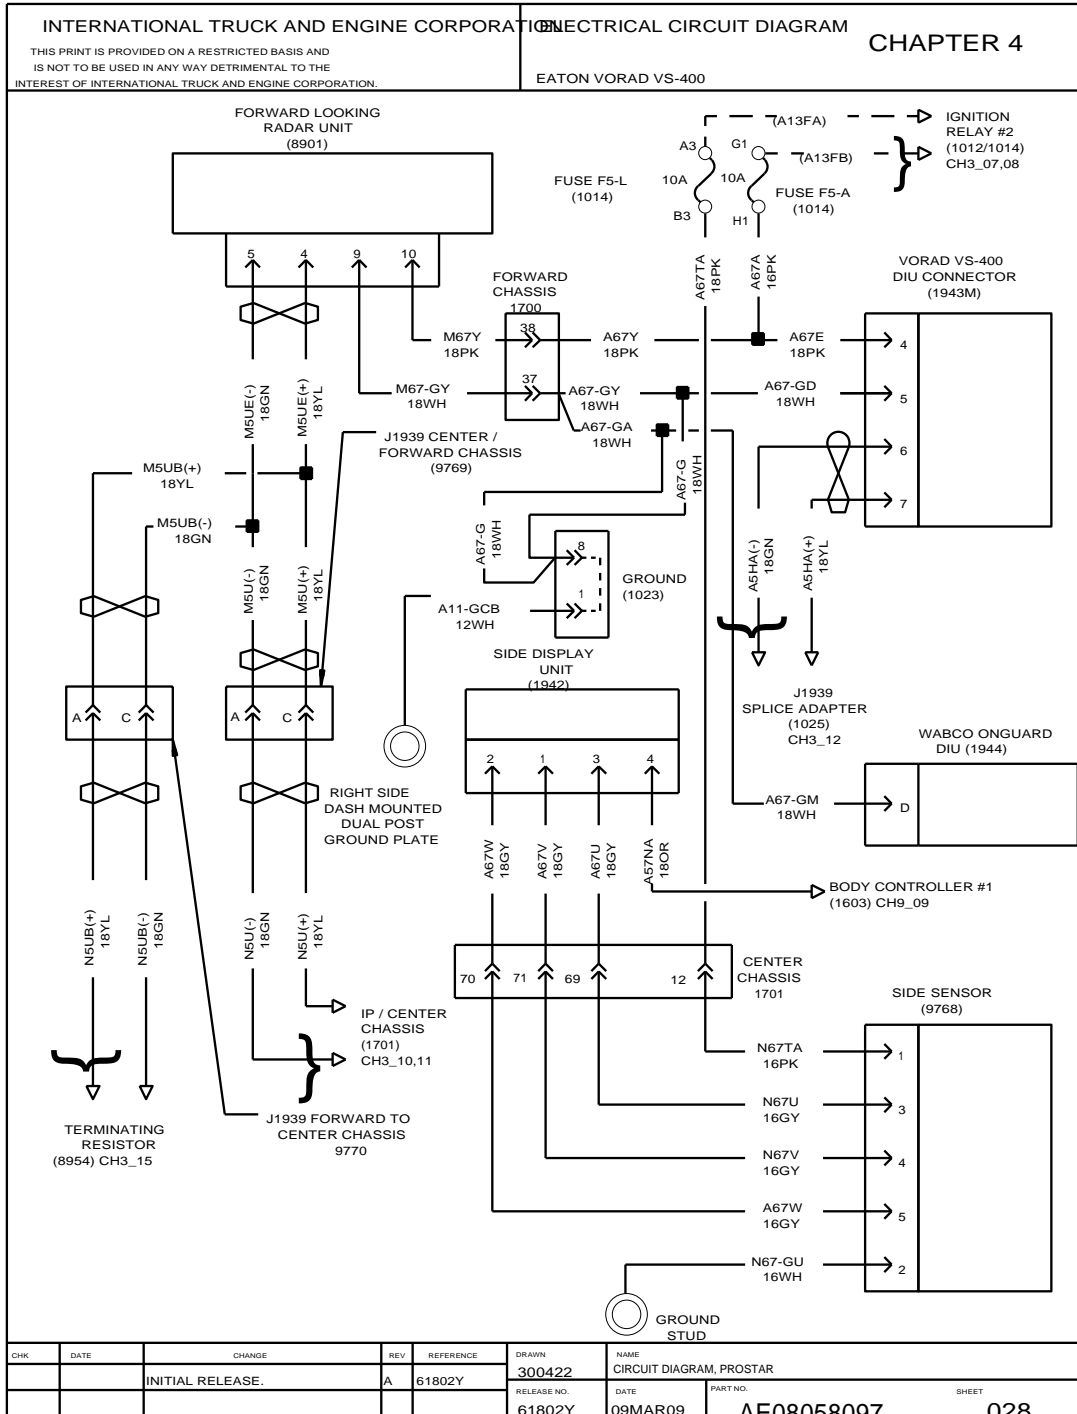 INTERNATIONAL TRUCK AND ENGINE CORPORATION
ELECTRICAL CIRCUIT DIAGRAM
CHAPTER 4
THIS PRINT IS PROVIDED ON A RESTRICTED BASIS AND
IS NOT TO BE USED IN ANY WAY DETRIMENTAL TO THE
INTEREST OF INTERNATIONAL TRUCK AND ENGINE CORPORATION.
EATON VORAD VS-400
FORWARD LOOKING
RADAR UNIT
(8901)
5
4
9
10
(A13FA)
IGNITION
RELAY #2
(1012/1014)
CH3_07,08
A3
G1
(A13FB)
FUSE F5-L
(1014)
10A
10A
FUSE F5-A
(1014)
B3
H1
A67TA
18PK
A67A
16PK
VORAD VS-400
DIU CONNECTOR
(1943M)
FORWARD
CHASSIS
1700
38
M67Y
18PK
A67Y
18PK
A67E
18PK
4
37
M67-GY
18WH
A67-GY
18WH
A67-GD
18WH
5
A67-GA
18WH
6
7
M5UE(-)
18GN
M5UE(+)
18YL
J1939 CENTER /
FORWARD CHASSIS
(9769)
M5UB(+)
18YL
M5UB(-)
18GN
A67-G
18WH
A67-G
18WH
8
1
GROUND
(1023)
A5HA(-)
18GN
A5HA(+)
18YL
M5U(-)
18GN
M5U(+)
18YL
A11-GCB
12WH
SIDE DISPLAY
UNIT
(1942)
J1939
SPLICE ADAPTER
(1025)
CH3_12
A
C
A
C
WABCO ONGUARD
DIU (1944)
2
1
3
4
RIGHT SIDE
DASH MOUNTED
DUAL POST
GROUND PLATE
A67-GM
18WH
D
A67W
18GY
A67V
18GY
A67U
18GY
A57NA
18OR
BODY CONTROLLER #1
(1603) CH9_09
N5UB(+)
18YL
N5UB(-)
18GN
N5U(-)
18GN
N5U(+)
18YL
70
71
69
12
CENTER
CHASSIS
1701
SIDE SENSOR
(9768)
IP / CENTER
CHASSIS
(1701)
CH3_10,11
N67TA
16PK
1
N67U
16GY
3
J1939 FORWARD TO
CENTER CHASSIS
9770
TERMINATING
RESISTOR
(8954) CH3_15
N67V
16GY
4
A67W
16GY
5
N67-GU
16WH
2
GROUND
STUD
CHK
DATE
CHANGE
REV
REFERENCE
DRAWN
300422
NAME
CIRCUIT DIAGRAM, PROSTAR
INITIAL RELEASE.
A
61802Y
RELEASE NO.
61802Y
DATE
09MAR09
PART NO.
AE08058097
SHEET
028